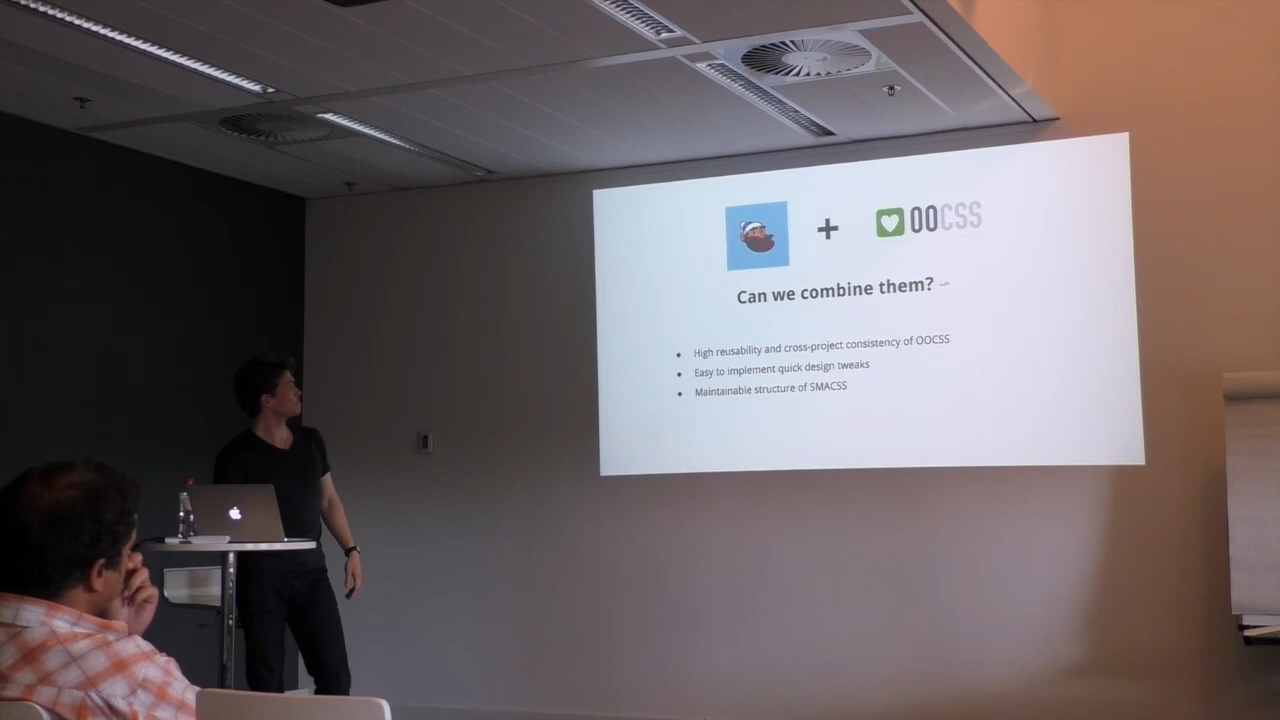 + OOCSS
Can we combine them?
• High reusability and cross-project consistency of OOCSS
• Easy to implement quick design tweaks
• Maintainable structure of SMACSS